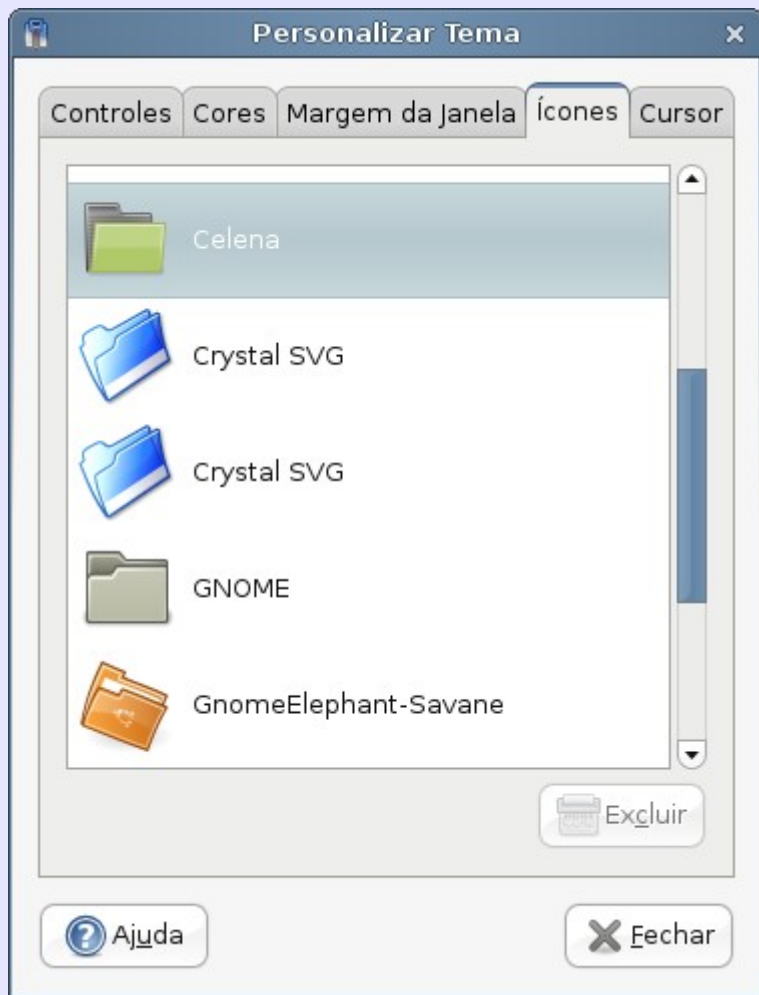 Personalizar Tema
Controles Cores Margem da Janela Ícones Cursor
Celena
Crystal SVG
Crystal SVG
GNOME
GnomeElephant-Savane
Excluir
Ajuda Fechar